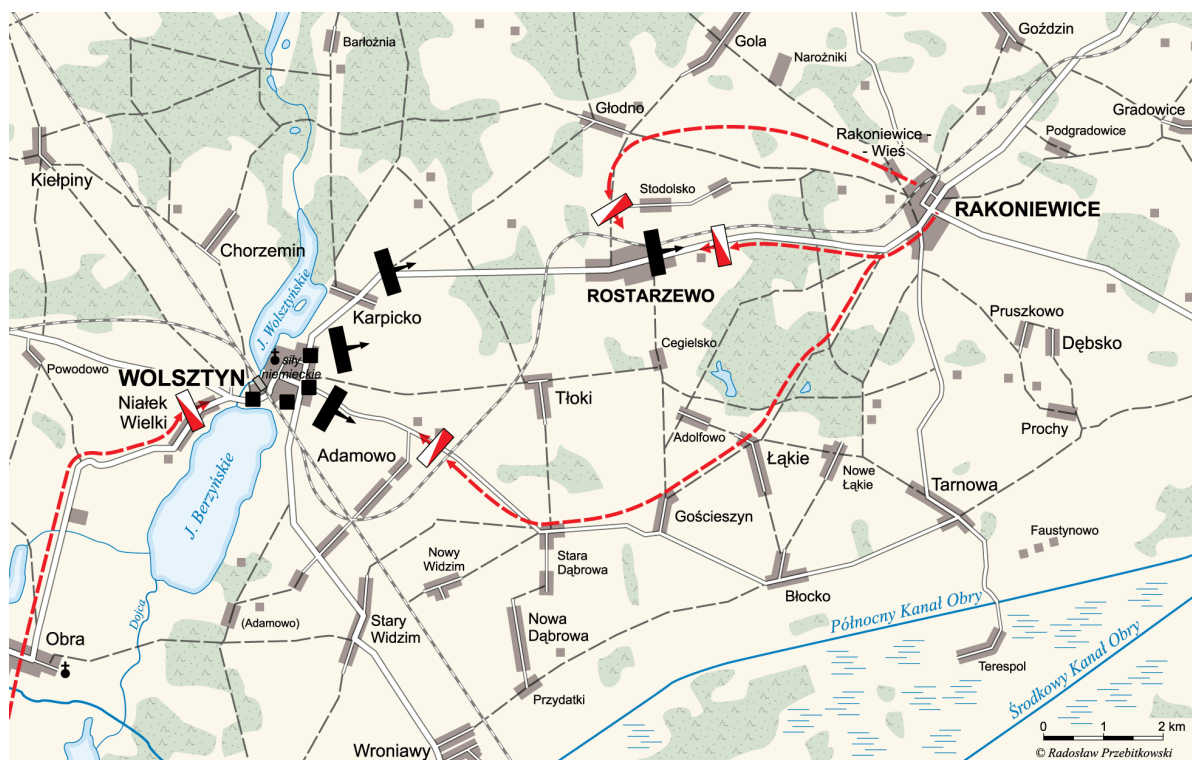 Barłożnia
Gola
Narożniki
Goździn
Głodno
Gradowice
Rakoniewice -
- Wieś
Podgradowice
Kiełpiny
Stodolsko
RAKONIEWICE
Chorzemin
J. Wolsztyńskie
ROSTARZEWO
Karpicko
Pruszkowo
Dębsko
Cegielsko
siły
niemieckie
Powodowo
WOLSZTYN
Niałek
Wielki
Tłoki
Adolfowo
Prochy
Adamowo
Łąkie
Nowe
Łąkie
J. Berzyńskie
Tarnowa
Gościeszyn
Faustynowo
Nowy
Widzim
Stara
Dąbrowa
Błocko
Dojca
(Adamowo)
Stary
Widzim
Nowa
Dąbrowa
Północny Kanał Obry
Obra
Terespol
Środkowy Kanał Obry
Przydatki
Wroniawy
0 1 2 km
© Radosław Przebitkowski